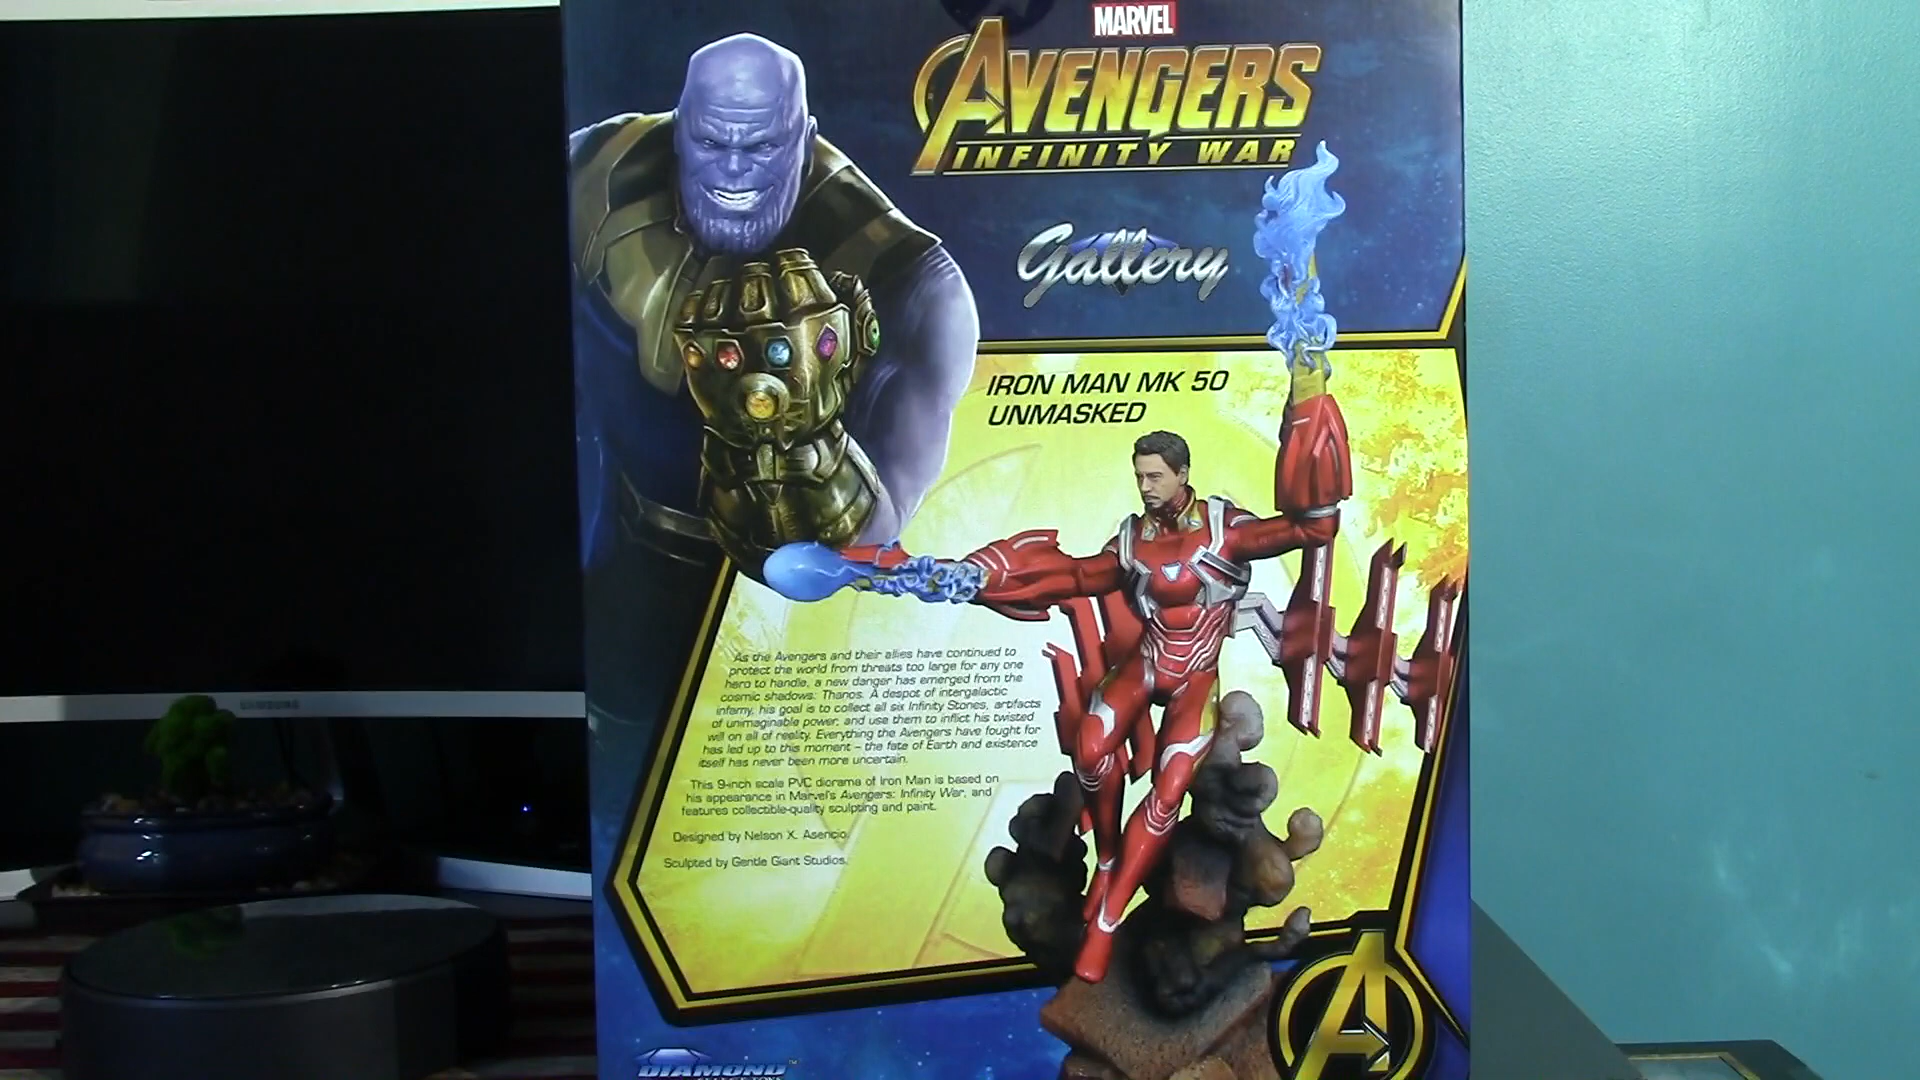 MARVEL
AVENGERS
INFINITY WAR
Gallery
IRON MAN MK 50
UNMASKED
As the Avengers and their allies have continued to
protect the world from threats too large for any one
hero to handle, a new danger has emerged from the
cosmic shadows: Thanos. A despot of intergalactic
infamy, his goal is to collect all six Infinity Stones, artifacts
of unimaginable power, and use them to inflict his twisted
will on all of reality. Everything the Avengers have fought for
has led up to this moment – the fate of Earth and existence
itself has never been more uncertain.
This 9-inch scale PVC diorama of Iron Man is based on
his appearance in Marvel's Avengers: Infinity War, and
features collectible-quality sculpting and paint.
Designed by Nelson X. Asencio.
Sculpted by Gentle Giant Studios.
SAMSUNG
DIAMOND™